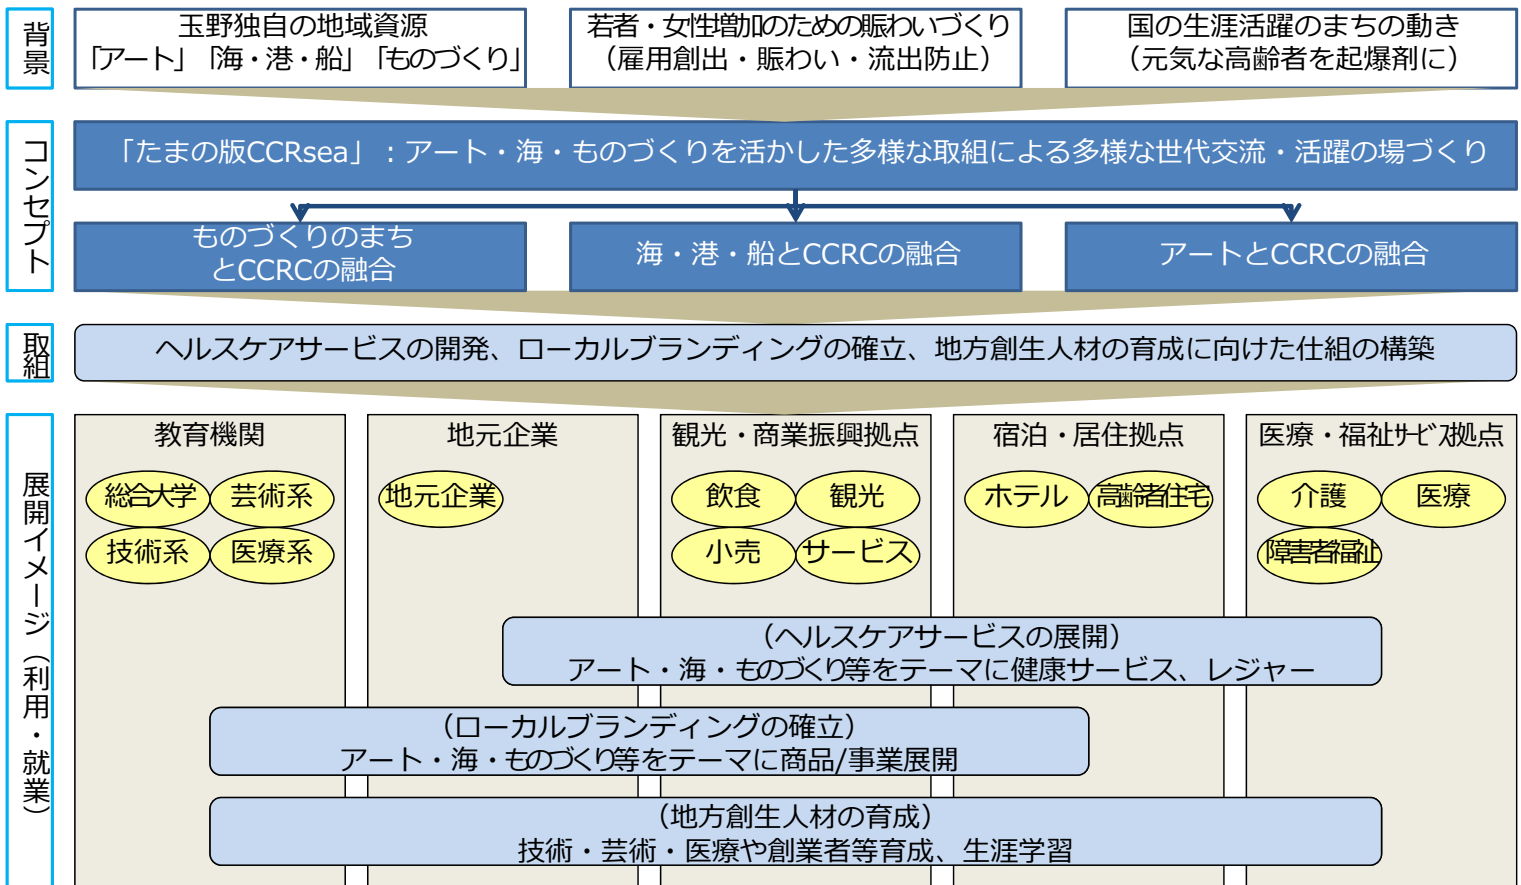 背景
玉野独自の地域資源
「アート」「海・港・船」「ものづくり」
若者・女性増加のための賑わいづくり
（雇用創出・賑わい・流出防止）
国の生涯活躍のまちの動き
（元気な高齢者を起爆剤に）
コンセプト
「たまの版CCRsea」：アート・海・ものづくりを活かした多様な取組による多様な世代交流・活躍の場づくり
ものづくりのまち
とCCRCの融合
海・港・船とCCRCの融合
アートとCCRCの融合
取組
ヘルスケアサービスの開発、ローカルブランディングの確立、地方創生人材の育成に向けた仕組の構築
展開イメージ（利用・就業）
教育機関
総合大学
芸術系
技術系
医療系
地元企業
地元企業
観光・商業振興拠点
飲食
観光
小売
サービス
宿泊・居住拠点
ホテル
高齢者住宅
医療・福祉サービス拠点
介護
医療
障害者福祉
（ヘルスケアサービスの展開）
アート・海・ものづくり等をテーマに健康サービス、レジャー
（ローカルブランディングの確立）
アート・海・ものづくり等をテーマに商品/事業展開
（地方創生人材の育成）
技術・芸術・医療や創業者等育成、生涯学習